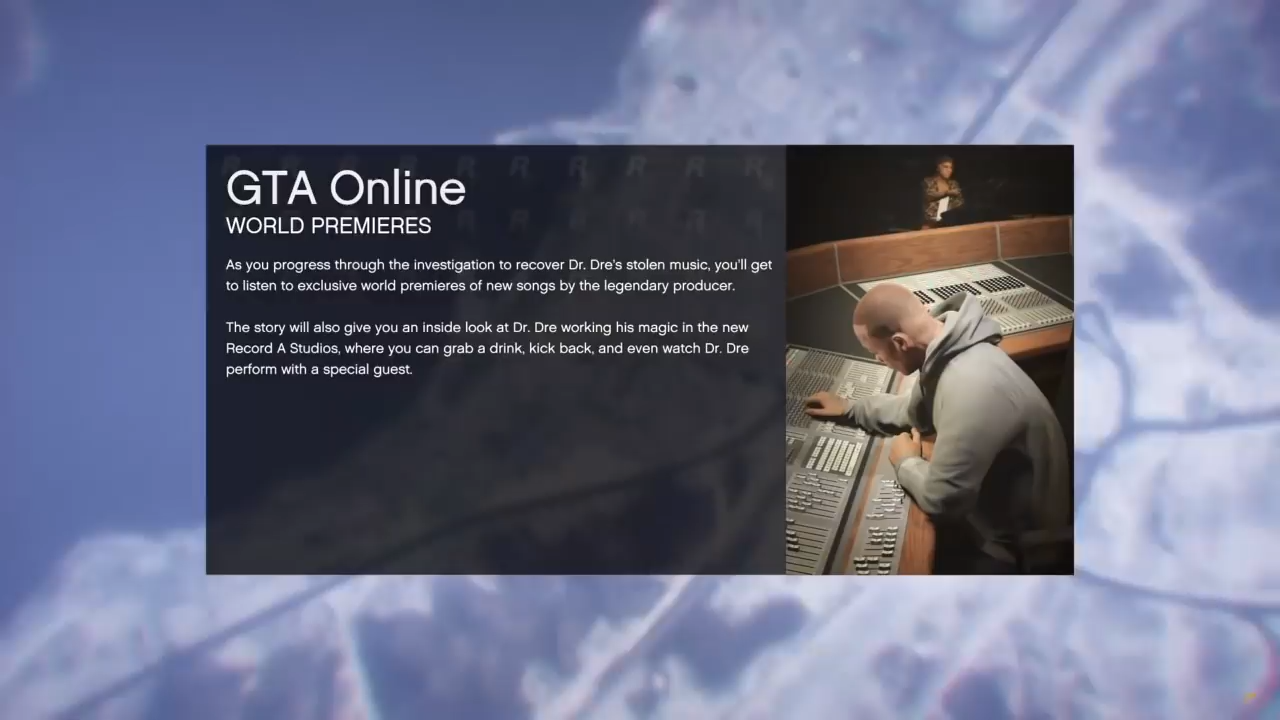 GTA Online
WORLD PREMIERES
As you progress through the investigation to recover Dr. Dre's stolen music, you'll get
to listen to exclusive world premieres of new songs by the legendary producer.
The story will also give you an inside look at Dr. Dre working his magic in the new
Record A Studios, where you can grab a drink, kick back, and even watch Dr. Dre
perform with a special guest.